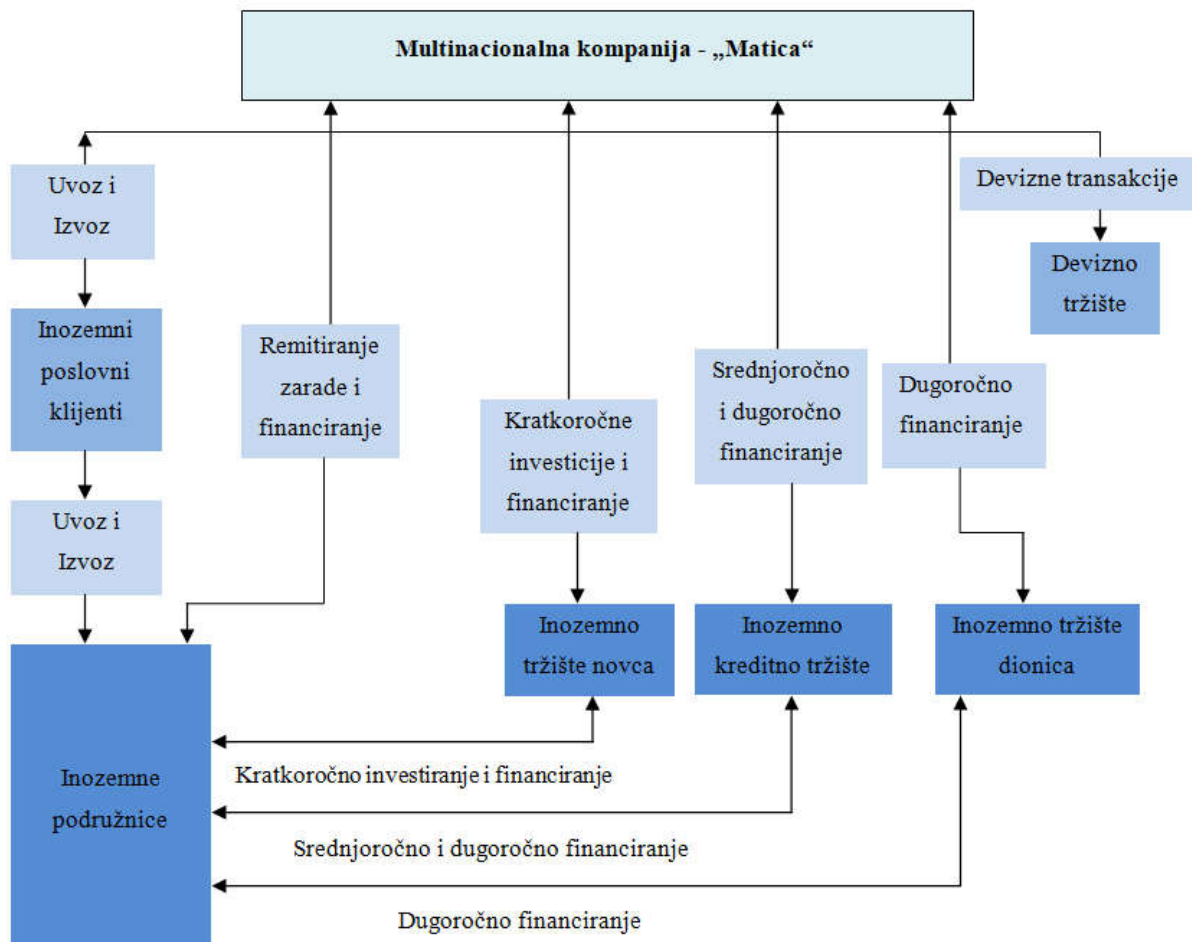 Multinacionalna kompanija - „Matica“
Uvoz i
Izvoz
Devizne transakcije
Devizno
tržište
Inozemni
poslovni
klijenti
Remitiranje
zarade i
financiranje
Kratkoročne
investicije i
financiranje
Srednjoročno
i dugoročno
financiranje
Dugoročno
financiranje
Uvoz i
Izvoz
Inozemno
tržište novca
Inozemno
kreditno tržište
Inozemno tržište
dionica
Inozemne
podružnice
Kratkoročno investiranje i financiranje
Srednjoročno i dugoročno financiranje
Dugoročno financiranje